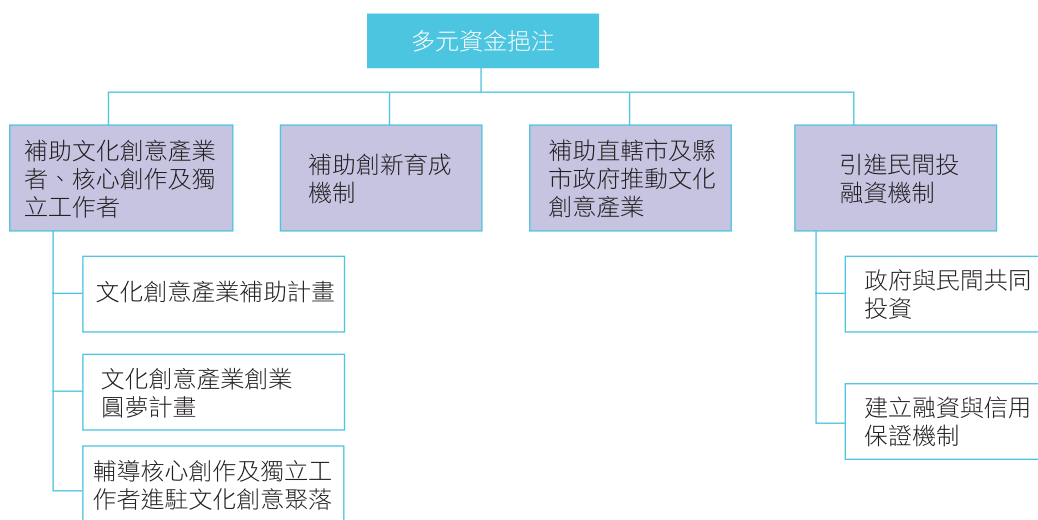 多元資金挹注
補助文化創意產業
者、核心創作及獨
立工作者
補助創新育成
機制
補助直轄市及縣
市政府推動文化
創意產業
引進民間投
融資機制
文化創意產業補助計畫
文化創意產業創業
圓夢計畫
輔導核心創作及獨立工
作者進駐文化創意聚落
政府與民間共同
投資
建立融資與信用
保證機制